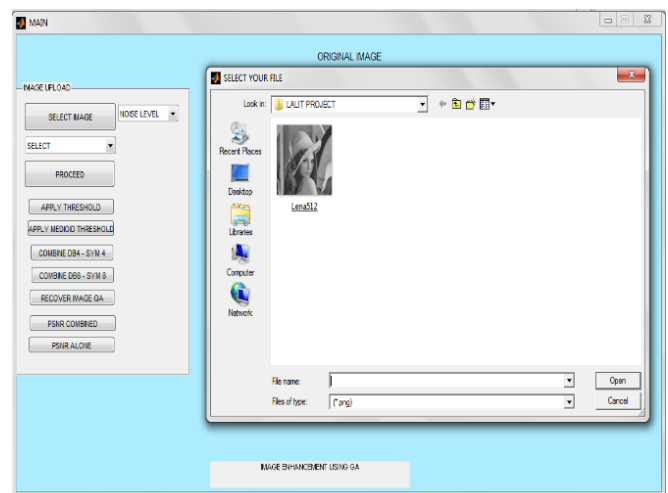 MAIN
ORIGINAL IMAGE
IMAGE UPLOAD
SELECT IMAGE
NOISE LEVEL
SELECT
PROCEED
APPLY THRESHOLD
APPLY MEDIOID THRESHOLD
COMBINE DB4 - SYM 4
COMBINE DB8 - SYM 8
RECOVER IMAGE GA
PSNR COMBINED
PSNR ALONE
SELECT YOUR FILE
Look in:
LALIT PROJECT
Recent Places
Desktop
Libraries
Computer
Network
Lena512
File name:
Open
Files of type:
(*.png)
Cancel
IMAGE ENHANCEMENT USING GA